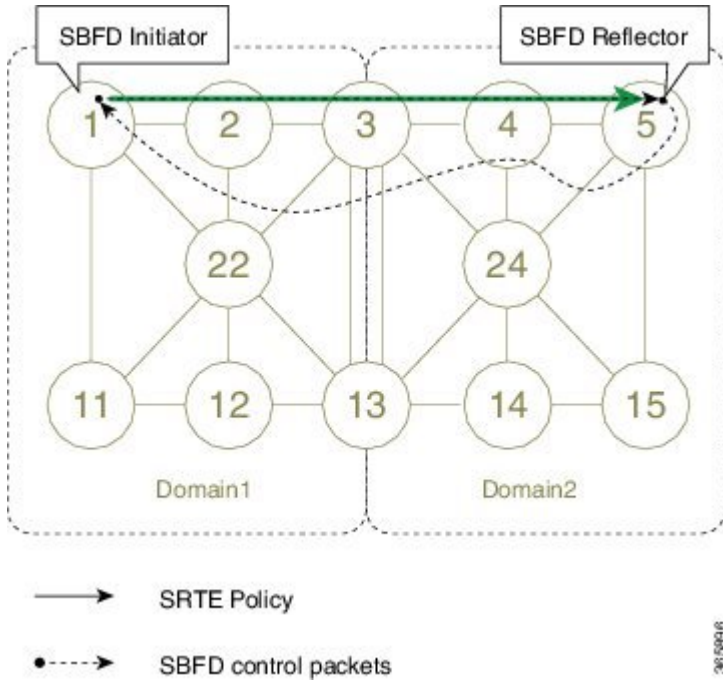 SBFD Initiator
SBFD Reflector
1
2
3
4
5
22
24
11
12
13
14
15
Domain1
Domain2
SRTE Policy
SBFD control packets